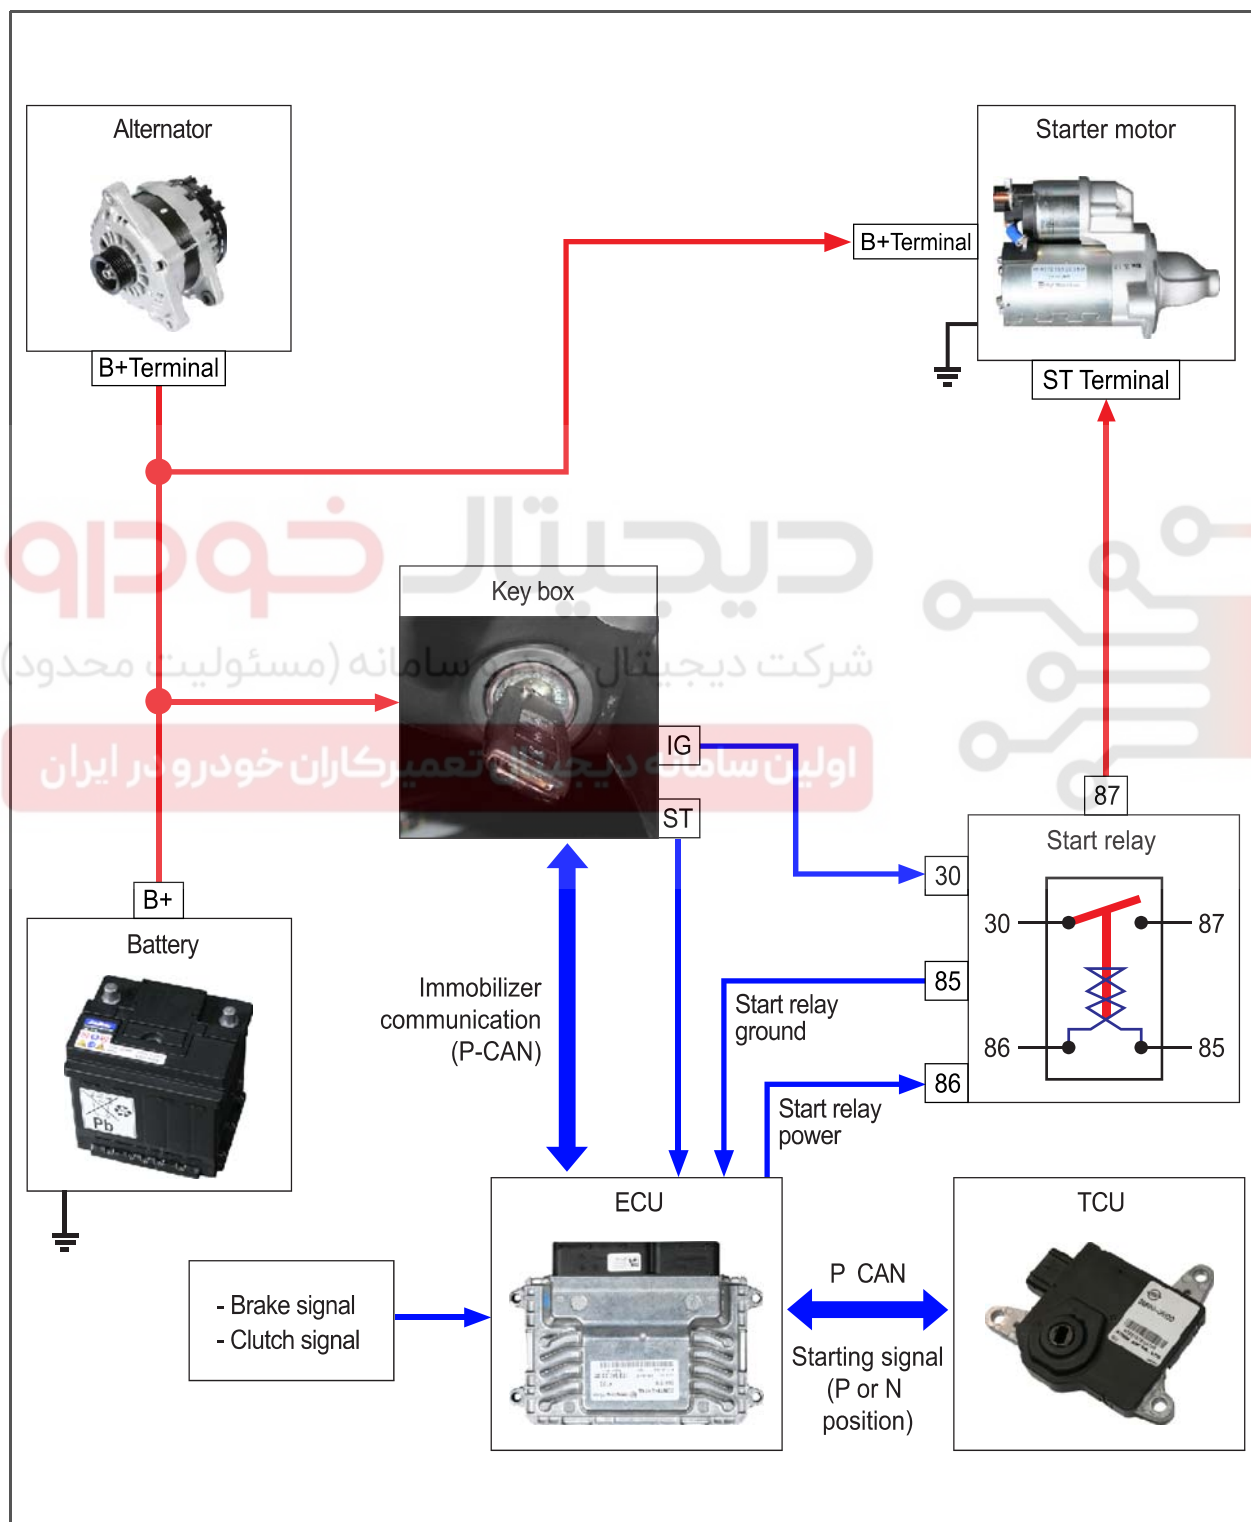 Alternator
Starter motor
B+Terminal
B+Terminal
ST Terminal
دیجیتال خودرو
Key box
شرکت دیجیتال خودرو سامانه (مسئولیت محدود)
IG
اولین سامانه دیجیتال تعمیرکاران خودرو در ایران
ST
87
Start relay
30
30
87
B+
Battery
85
Immobilizer
communication
(P-CAN)
Start relay
ground
86
85
86
Start relay
power
Pb
ECU
TCU
P CAN
- Brake signal
- Clutch signal
Starting signal
(P or N
position)